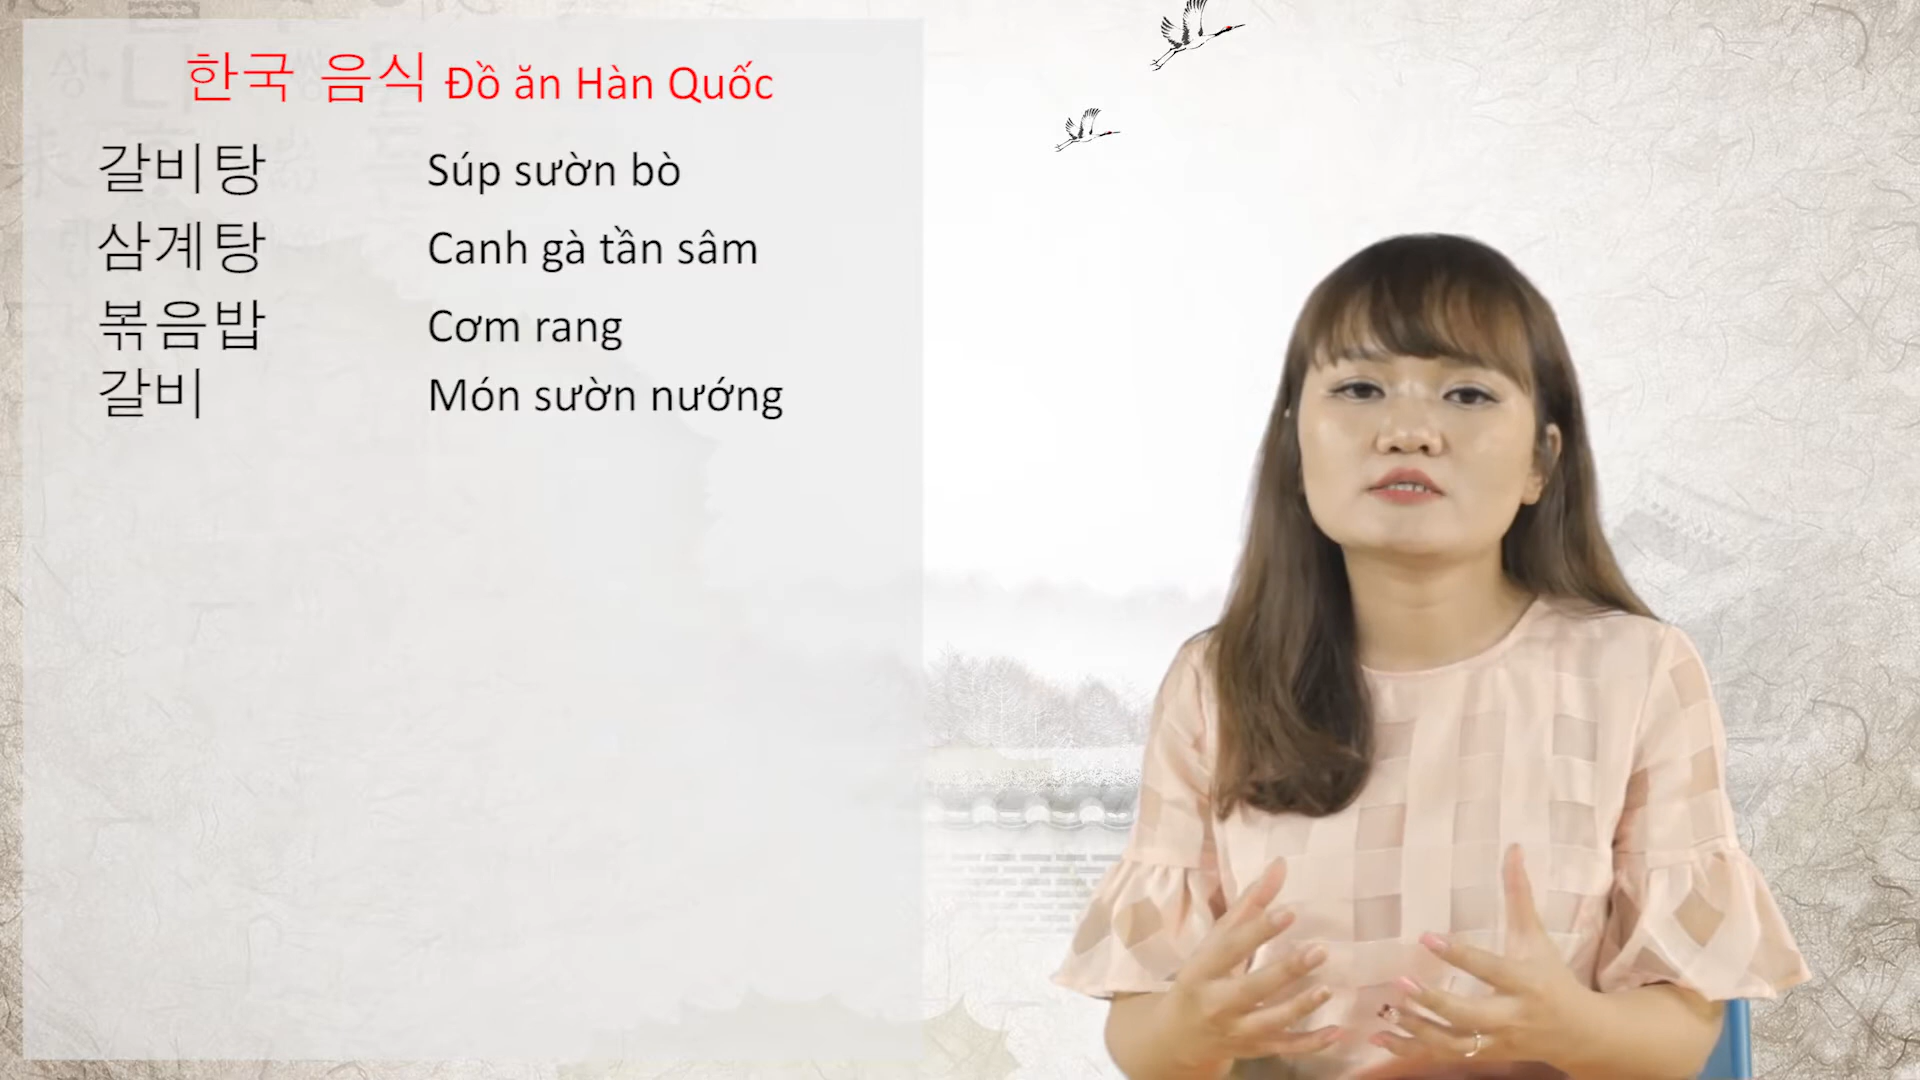 한국 음식 Đồ ăn Hàn Quốc
갈비탕 Súp sườn bò
삼계탕 Canh gà tần sâm
볶음밥 Cơm rang
갈비 Món sườn nướng